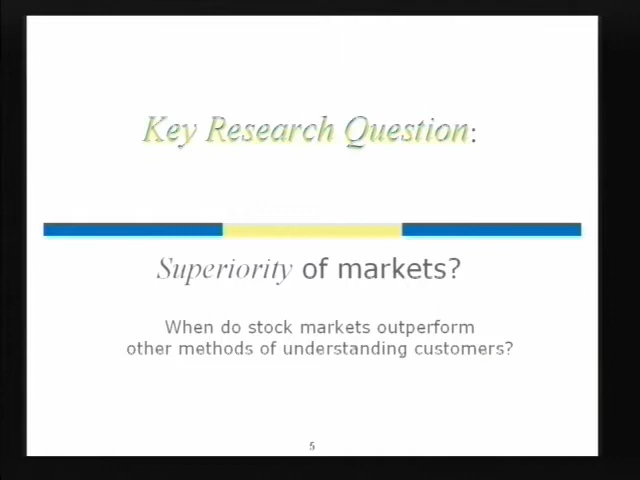 Key Research Question:
Superiority of markets?
When do stock markets outperform
other methods of understanding customers?
5